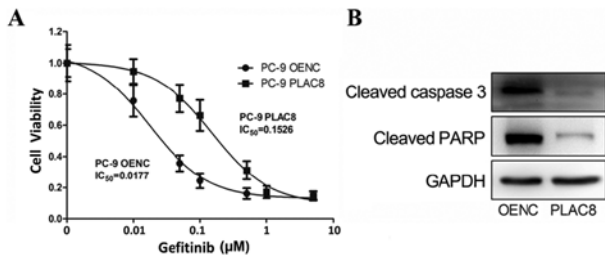 A
Cell Viability
1.2
1.0
0.8
0.6
0.4
0.2
0.0
PC-9 OENC
PC-9 PLAC8
PC-9 PLAC8
IC50=0.1526
PC-9 OENC
IC50=0.0177
0
0.01
0.1
1
10
Gefitinib (μM)
B
Cleaved caspase 3
Cleaved PARP
GAPDH
OENC PLAC8